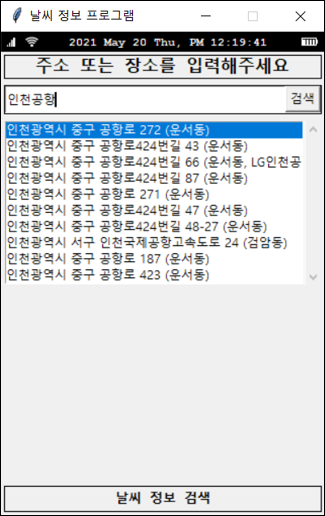 날씨 정보 프로그램
2021 May 20 Thu, PM 12:19:41
주소 또는 장소를 입력해주세요
인천공항
검색
인천광역시 중구 공항로 272 (운서동)
인천광역시 중구 공항로424번길 43 (운서동)
인천광역시 중구 공항로424번길 66 (운서동, LG인천공
인천광역시 중구 공항로424번길 87 (운서동)
인천광역시 중구 공항로 271 (운서동)
인천광역시 중구 공항로424번길 47 (운서동)
인천광역시 중구 공항로424번길 48-27 (운서동)
인천광역시 서구 인천국제공항고속도로 24 (검암동)
인천광역시 중구 공항로 187 (운서동)
인천광역시 중구 공항로 423 (운서동)
날씨 정보 검색